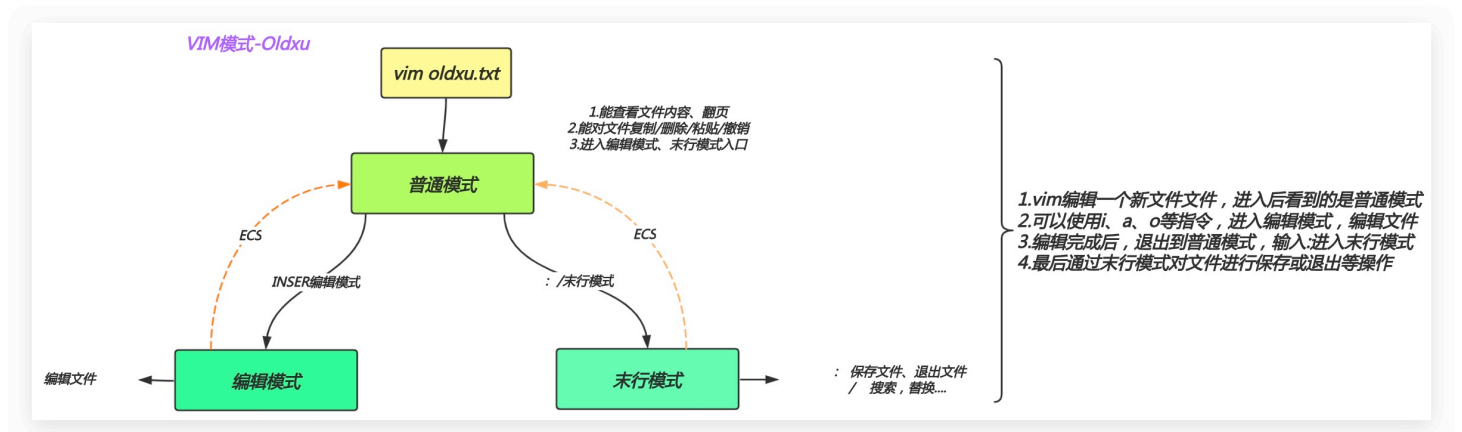 VIM模式-Oldxu
vim oldxu.txt
1.能查看文件内容、翻页
2.能对文件复制/删除/粘贴/撤销
3.进入编辑模式、末行模式入口
普通模式
ECS
ECS
INSER编辑模式
： /末行模式
编辑文件
编辑模式
末行模式
： 保存文件、退出文件
/ 搜索，替换....
1.vim编辑一个新文件文件，进入后看到的是普通模式
2.可以使用i、a、o等指令，进入编辑模式，编辑文件
3.编辑完成后，退出到普通模式，输入:进入末行模式
4.最后通过末行模式对文件进行保存或退出等操作